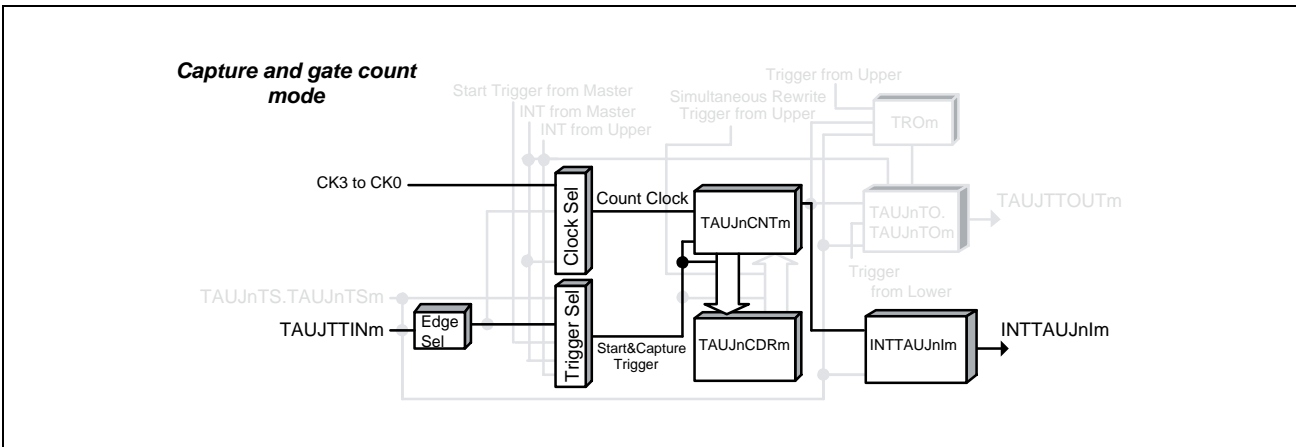 Capture and gate count
mode
Trigger from Upper
Start Trigger from Master
Simultaneous Rewrite
Trigger from Upper
INT from Master
INT from Upper
TROm
CK3 to CK0
Clock Sel
Count Clock
TAUJnCNTm
TAUJnTO.
TAUJnTOm
TAUJTTOUTm
Trigger
from Lower
TAUJnTS.TAUJnTSm
TAUJTTINm
Edge
Sel
Trigger Sel
Start&Capture
Trigger
TAUJnCDRm
INTTAUJnIm
INTTAUJnIm